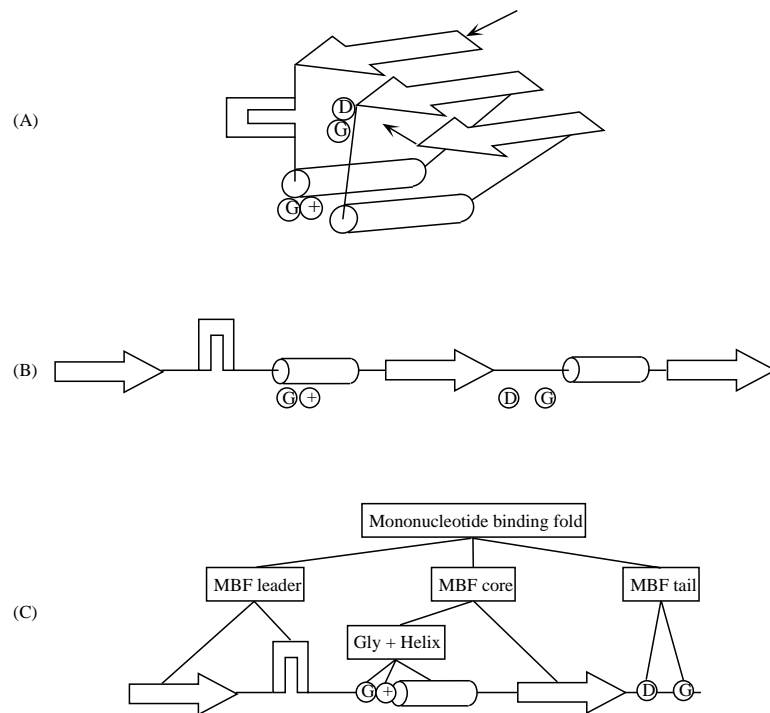 (A)
D
G
G +
(B)
G +
D G
Mononucleotide binding fold
MBF leader MBF core MBF tail
(C)
Gly + Helix
G + D G